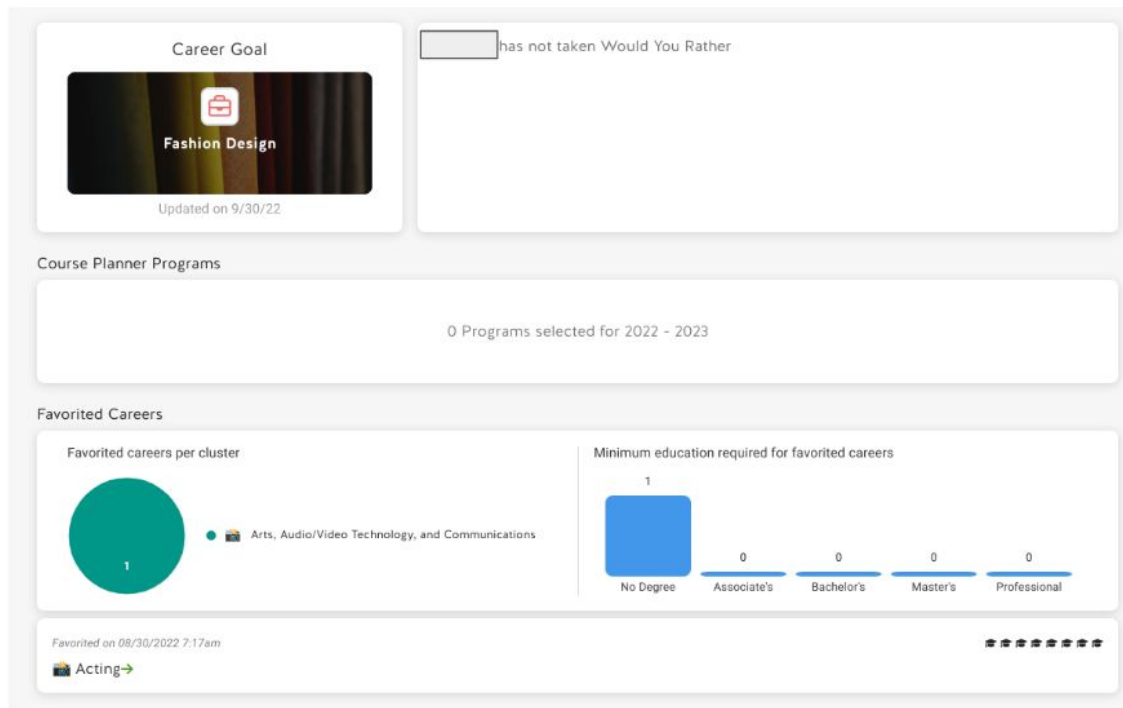 Career Goal
Fashion Design
Updated on 9/30/22
has not taken Would You Rather
Course Planner Programs
0 Programs selected for 2022 - 2023
Favorited Careers
Favorited careers per cluster
1
Arts, Audio/Video Technology, and Communications
Minimum education required for favorited careers
1 0 0 0 0
No Degree Associate's Bachelor's Master's Professional
Favorited on 08/30/2022 7:17am
Acting→